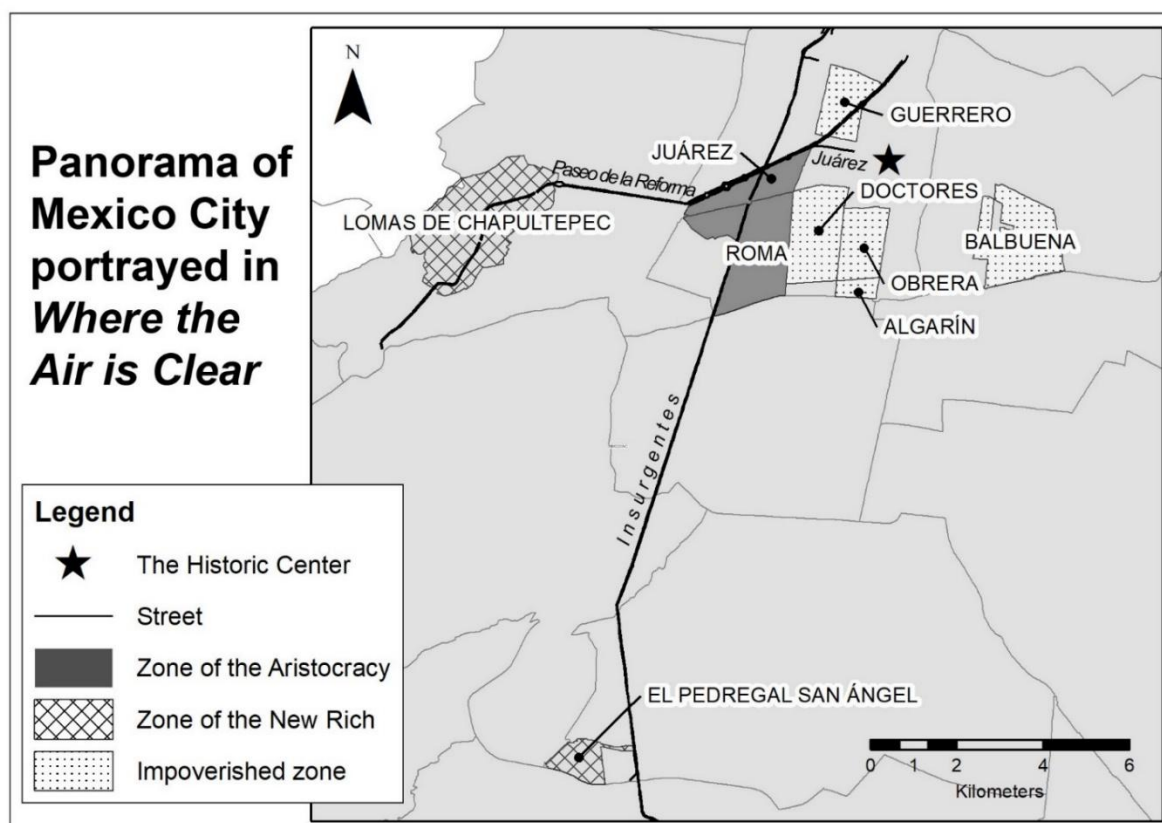 Panorama of
Mexico City
portrayed in
Where the
Air is Clear
N
GUERRERO
JUÁREZ
Juárez
Paseo de la Reforma
DOCTORES
LOMAS DE CHAPULTEPEC
ROMA
BALBUENA
OBRERA
ALGARÍN
Insurgentes
EL PEDREGAL SAN ÁNGEL
Legend
The Historic Center
Street
Zone of the Aristocracy
Zone of the New Rich
Impoverished zone
0 1 2 4 6
Kilometers